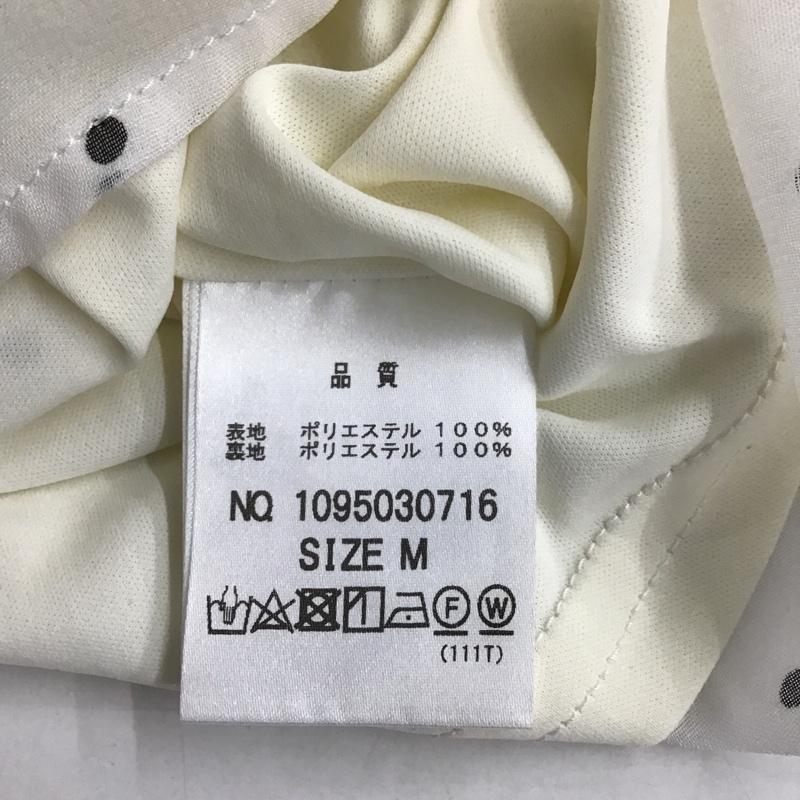 品質
表地 ポリエステル 100%
裏地 ポリエステル 100%
NO 1095030716
SIZE M
F W
(111T)